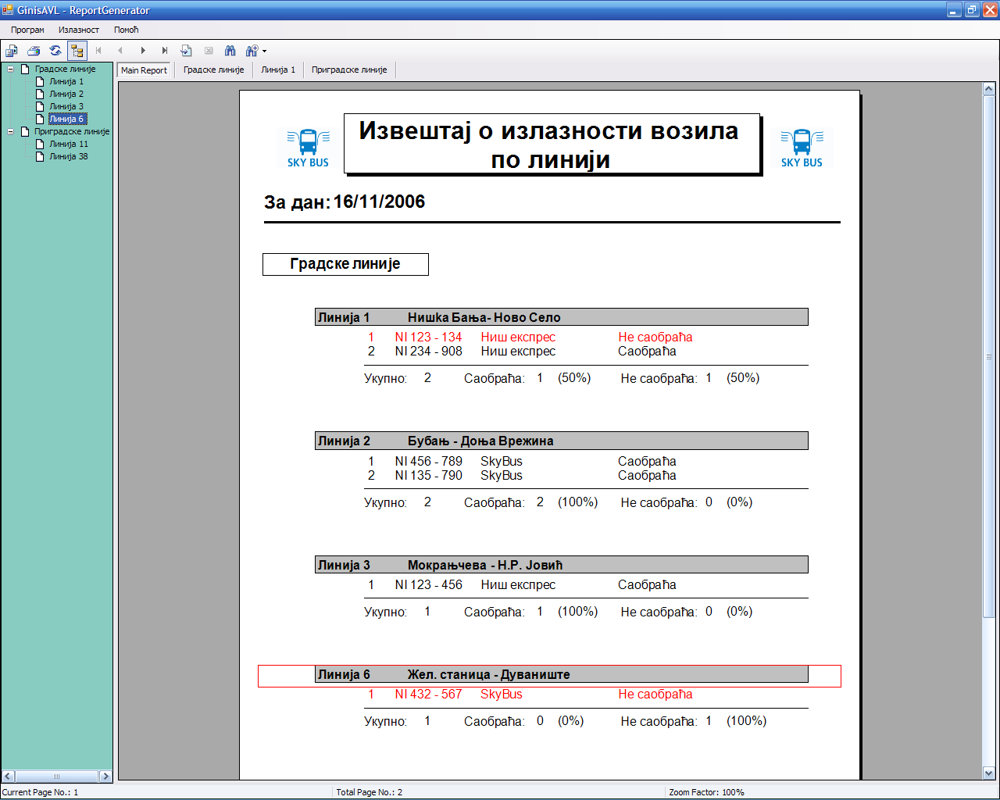 GinisAVL - ReportGenerator
Програм Излазност Помоћ
Градске линије
Линија 1
Линија 2
Линија 3
Линија 6
Приградске линије
Линија 11
Линија 38
Main Report Градске линије Линија 1 Приградске линије
Извештај о излазности возила
по линији
SKY BUS
SKY BUS
За дан: 16/11/2006
Градске линије
Линија 1 Нишка Бања- Ново Село
1 NI 123 - 134 Ниш експрес Не саобраћа
2 NI 234 - 908 Ниш експрес Саобраћа
Укупно: 2 Саобраћа: 1 (50%) Не саобраћа: 1 (50%)
Линија 2 Бубањ - Доња Врежина
1 NI 456 - 789 SkyBus Саобраћа
2 NI 135 - 790 SkyBus Саобраћа
Укупно: 2 Саобраћа: 2 (100%) Не саобраћа: 0 (0%)
Линија 3 Мокрањчева - Н.Р. Јовић
1 NI 123 - 456 Ниш експрес Саобраћа
Укупно: 1 Саобраћа: 1 (100%) Не саобраћа: 0 (0%)
Линија 6 Жел. станица - Дуваниште
1 NI 432 - 567 SkyBus Не саобраћа
Укупно: 1 Саобраћа: 0 (0%) Не саобраћа: 1 (100%)
Current Page No.: 1 Total Page No.: 2 Zoom Factor: 100%